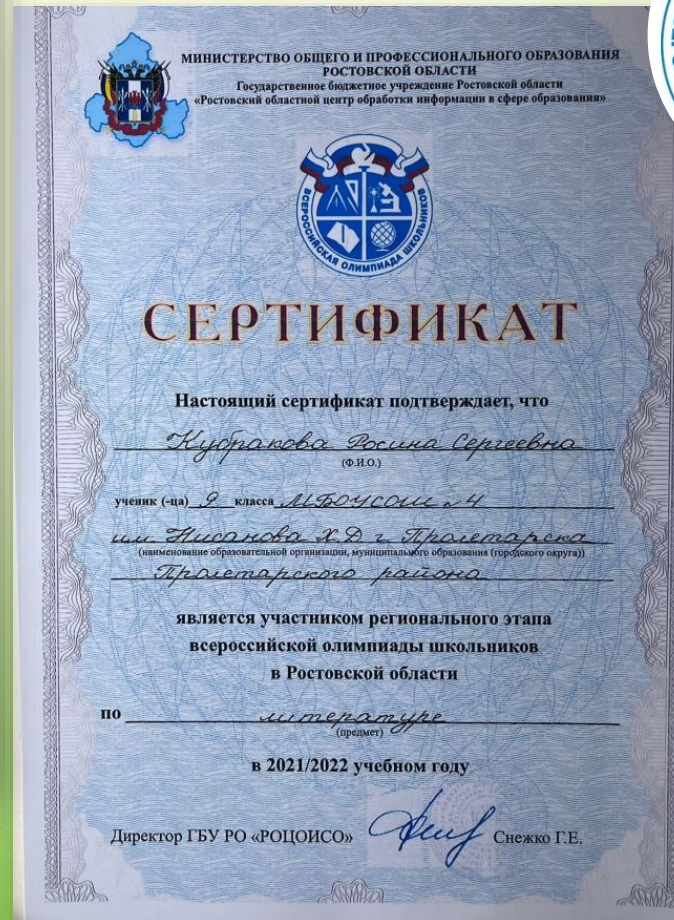 МИНИСТЕРСТВО ОБЩЕГО И ПРОФЕССИОНАЛЬНОГО ОБРАЗОВАНИЯ
РОСТОВСКОЙ ОБЛАСТИ
Государственное бюджетное учреждение Ростовской области
«Ростовский областной центр обработки информации в сфере образования»
ВСЕРОССИЙСКАЯ ОЛИМПИАДА ШКОЛЬНИКОВ
СЕРТИФИКАТ
Настоящий сертификат подтверждает, что
Кубракова Росина Сергеевна
(Ф.И.О.)
ученик (-ца) 9 класса МБОУСОШ №4
им Нисанова Х.Д г. Пролетарска
(наименование образовательной организации, муниципального образования (городского округа))
Пролетарского района
является участником регионального этапа
всероссийской олимпиады школьников
в Ростовской области
по литературе
(предмет)
в 2021/2022 учебном году
Директор ГБУ РО «РОЦОИСО» Снежко Г.Е.